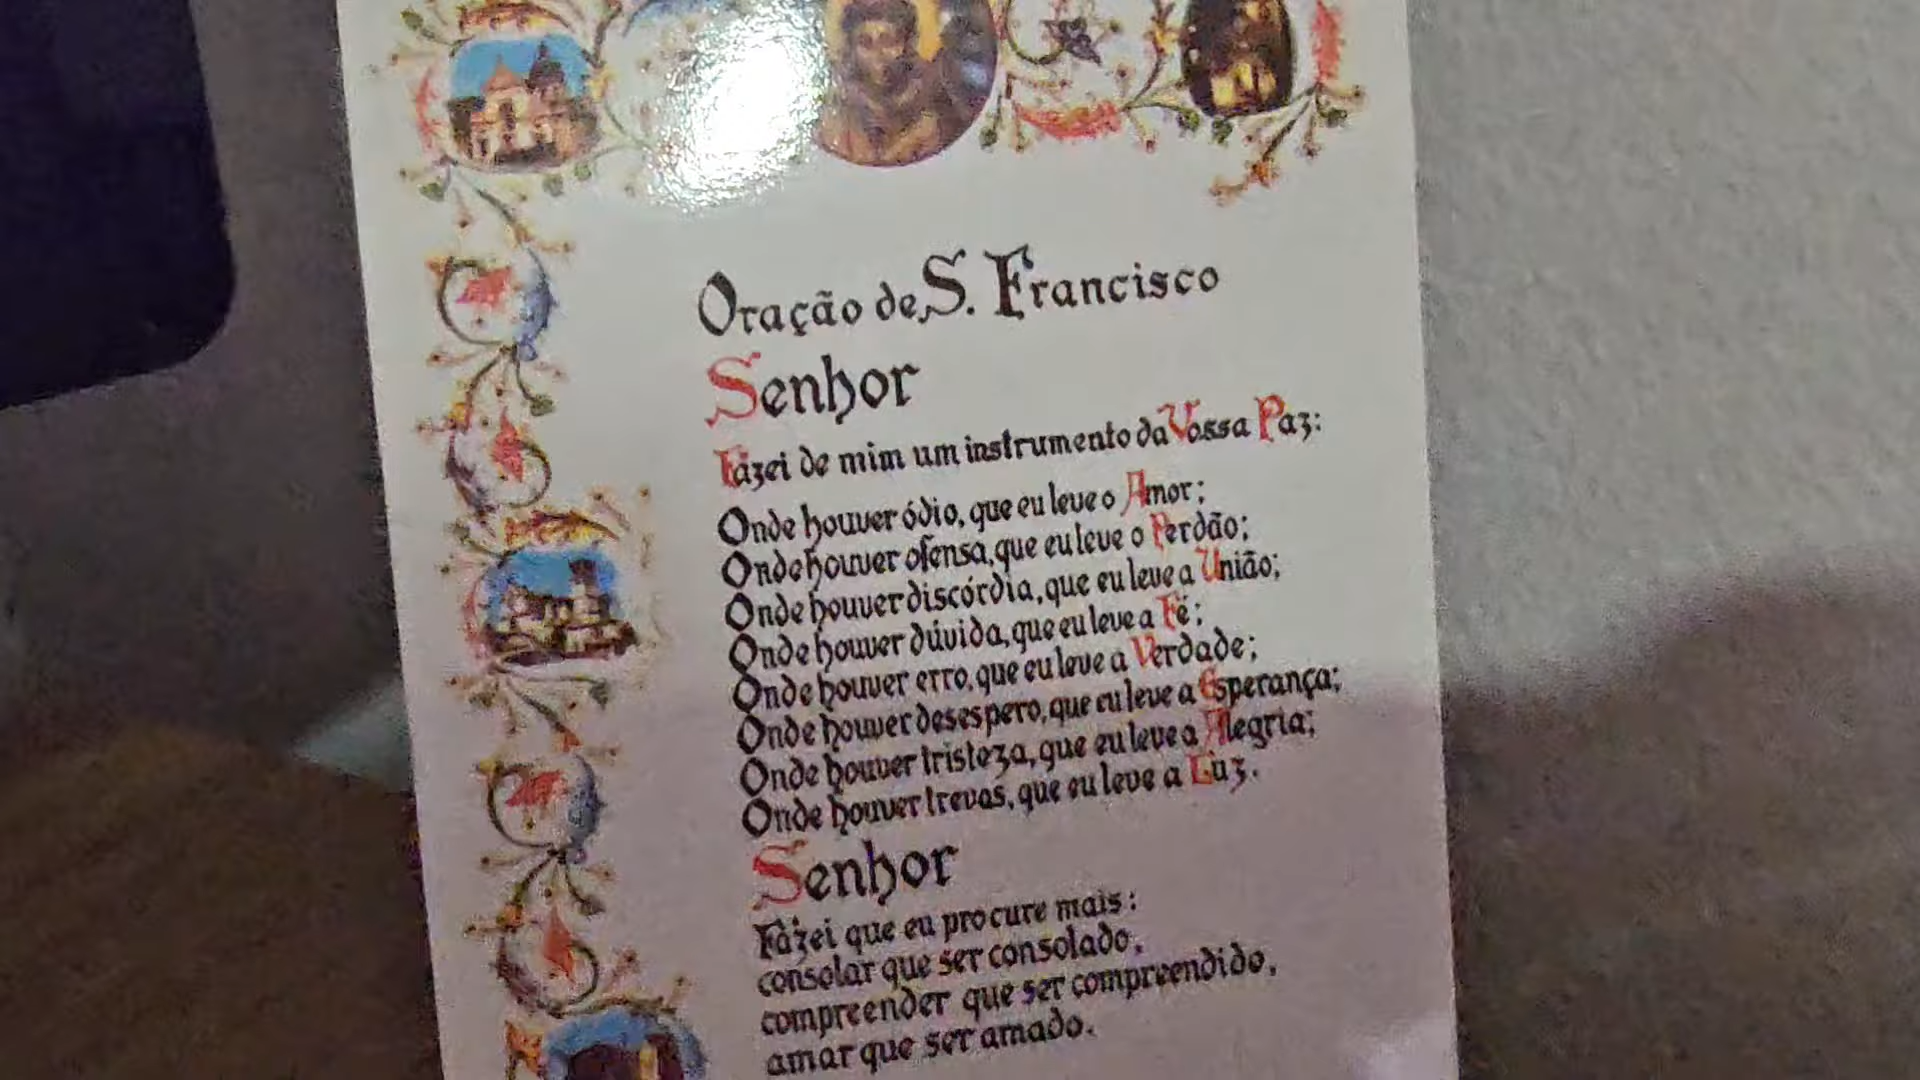 Oração de S. Francisco
Senhor
Fazei de mim um instrumento da Vossa Paz:
Onde houver ódio, que eu leve o Amor;
Onde houver ofensa, que eu leve o Perdão;
Onde houver discórdia, que eu leve a União;
Onde houver dúvida, que eu leve a Fé;
Onde houver erro, que eu leve a Verdade;
Onde houver desespero, que eu leve a Esperança;
Onde houver tristeza, que eu leve a Alegria;
Onde houver trevas, que eu leve a Luz.
Senhor
Fazei que eu procure mais:
consolar que ser consolado,
compreender que ser compreendido,
amar que ser amado.